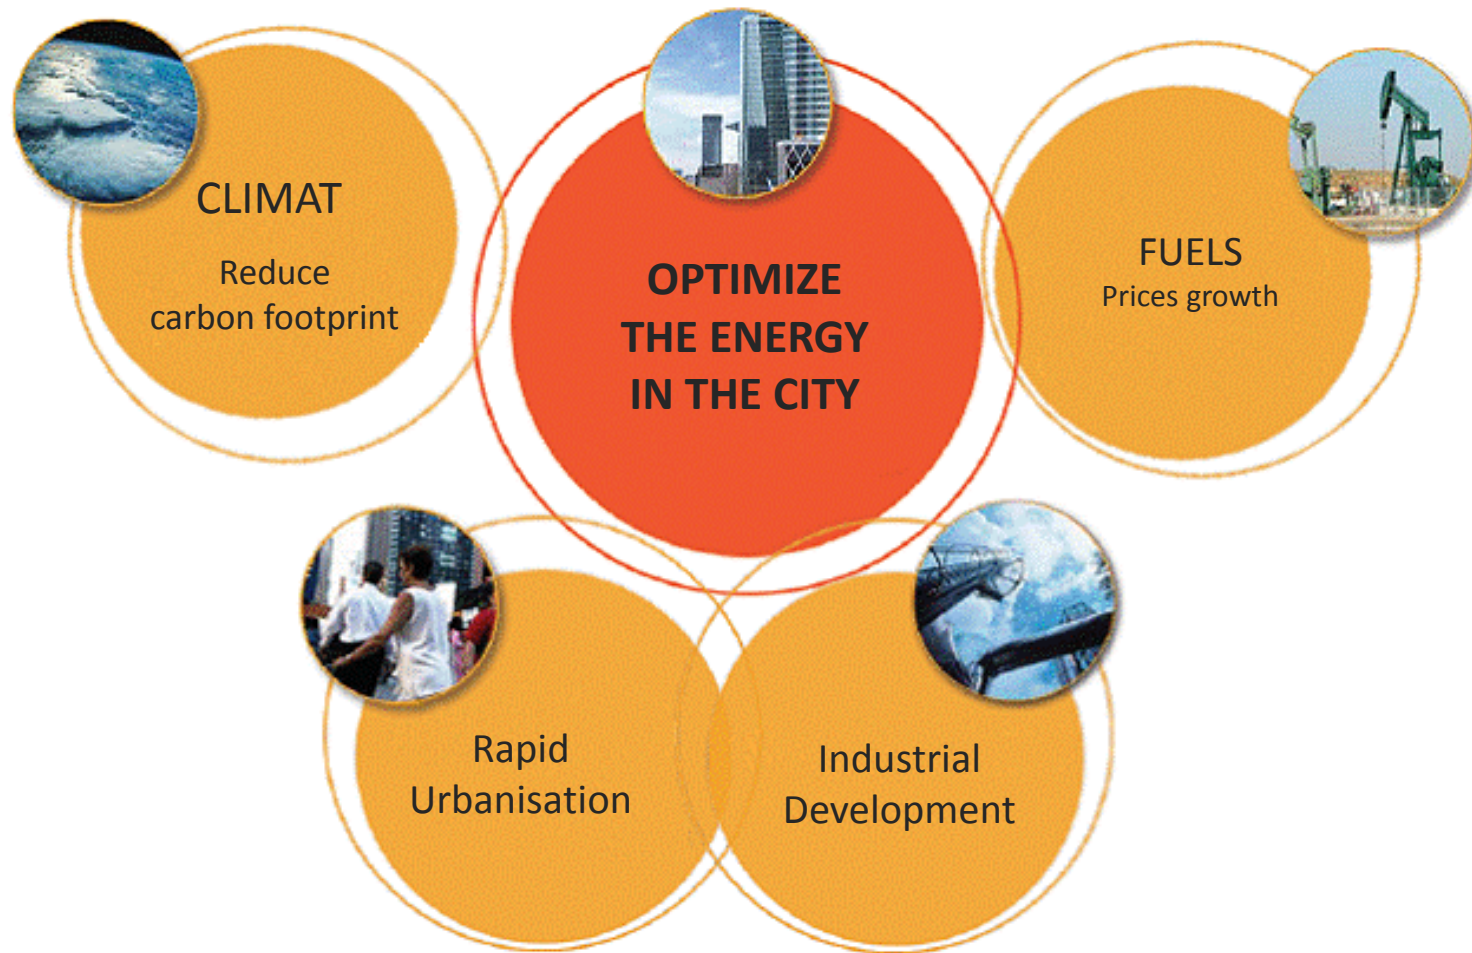 CLIMAT
Reduce
carbon footprint
OPTIMIZE
THE ENERGY
IN THE CITY
FUELS
Prices growth
Rapid
Urbanisation
Industrial
Development